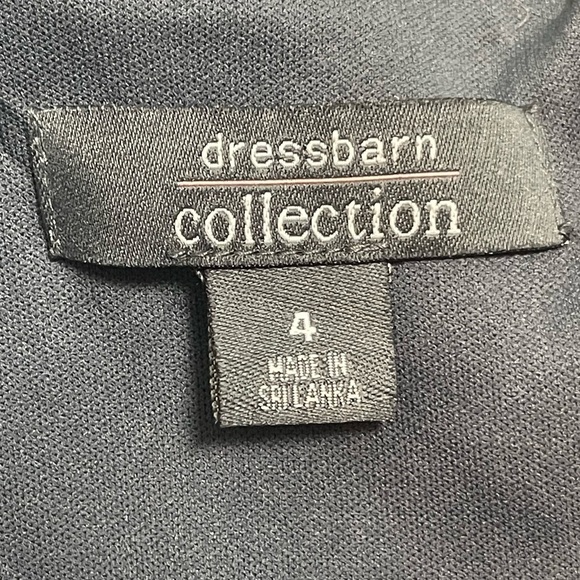 dressbarn
collection
4
MADE IN
SRI LANKA